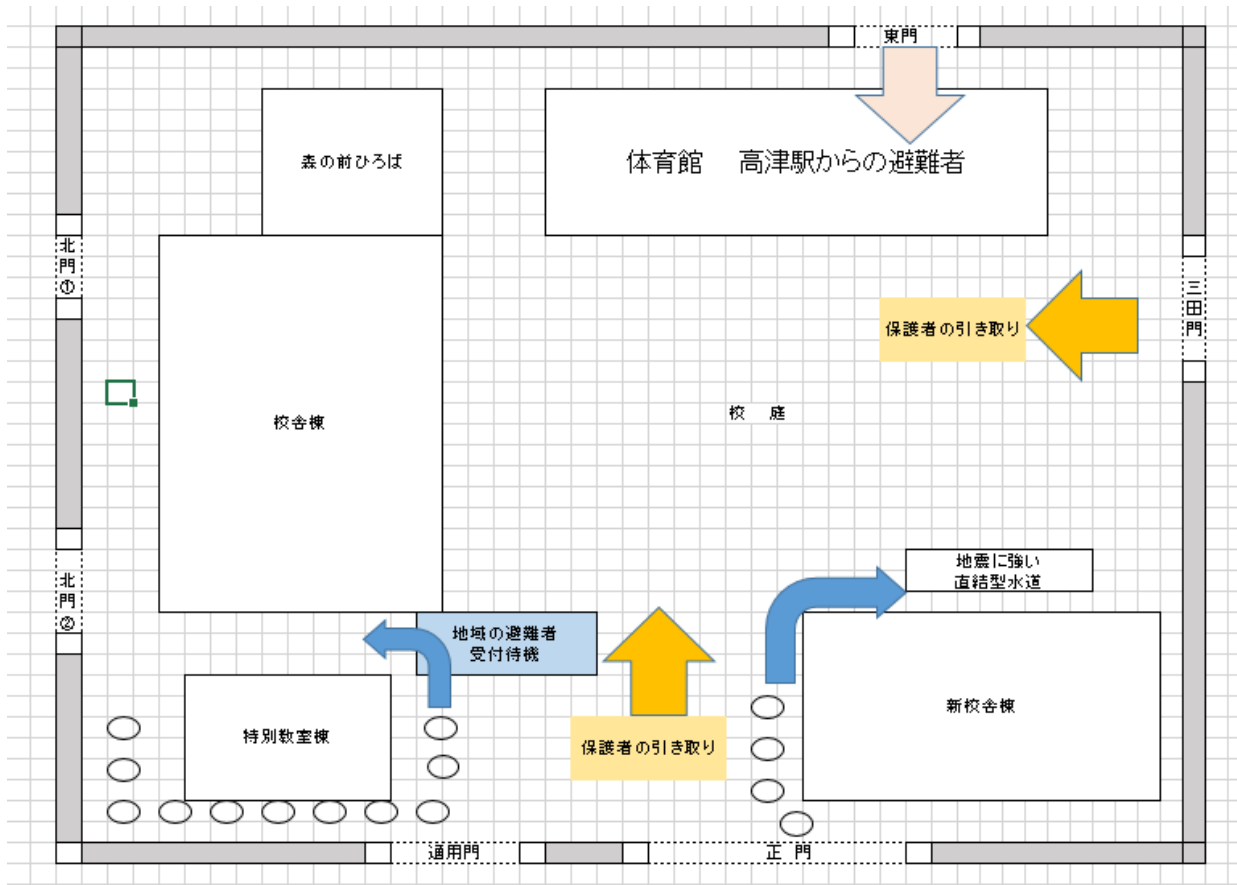 東門
森の前ひろば
体育館 高津駅からの避難者
北門①
三田門
保護者の引き取り
校舎棟
校 庭
地震に強い
直結型水道
北門②
地域の避難者
受付待機
新校舎棟
特別教室棟
保護者の引き取り
通用門
正 門